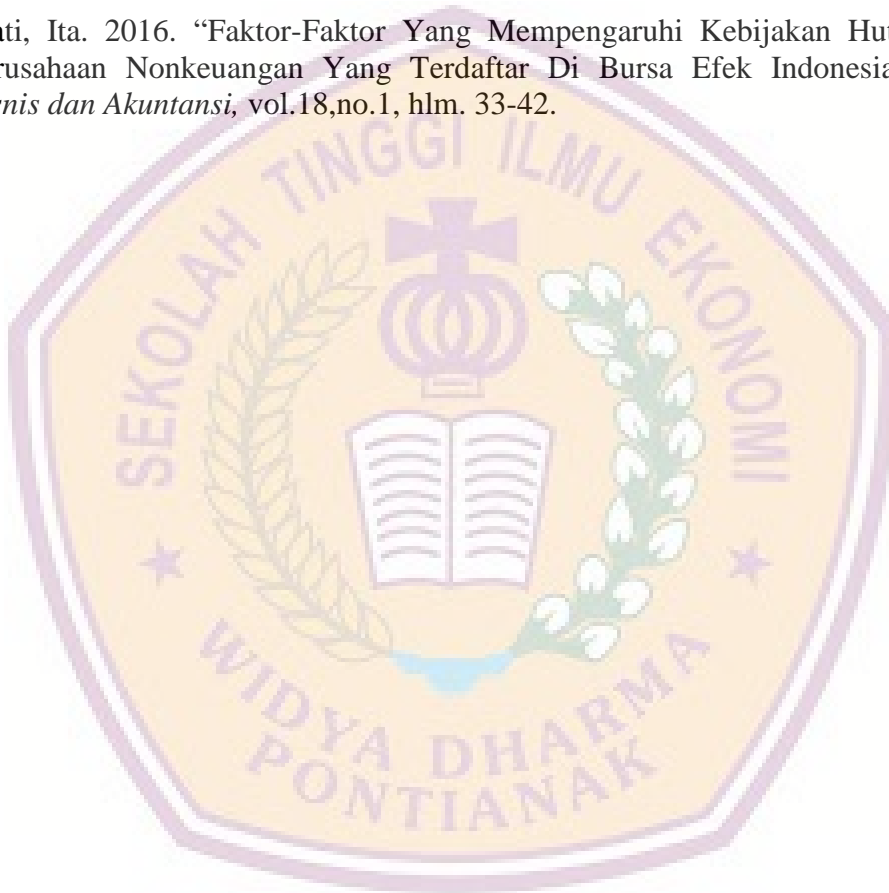 ti, Ita. 2016. “Faktor-Faktor Yang Mempengaruhi Kebijakan Hut
rusahaan Nonkeuangan Yang Terdaftar Di Bursa Efek Indonesia
nis dan Akuntansi, vol.18,no.1, hlm. 33-42.
SEKOLAH TINGGI ILMU EKONOMI
WIDYA DHARMA
PONTIANAK